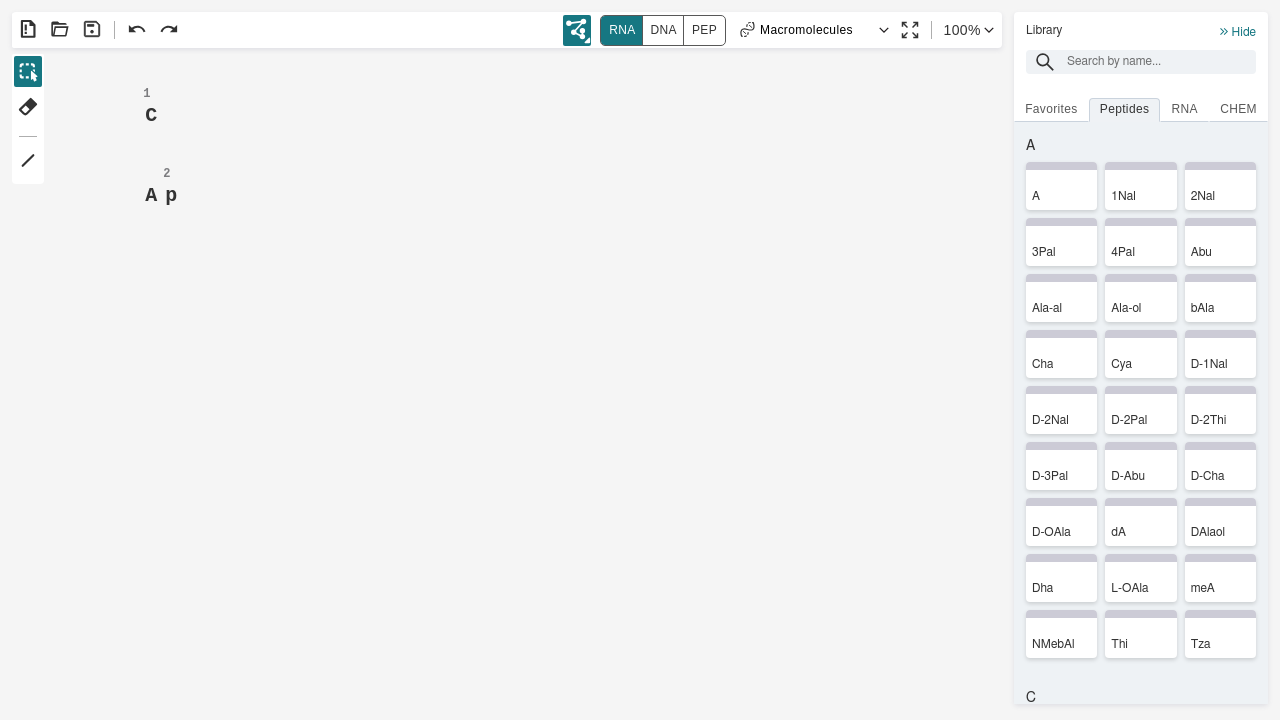 RNA DNA PEP Macromolecules 100%
1
C
2
A p
Library
Hide
Search by name...
Favorites Peptides RNA CHEM
A
A 1Nal 2Nal
3Pal 4Pal Abu
Ala-al Ala-ol bAla
Cha Cya D-1Nal
D-2Nal D-2Pal D-2Thi
D-3Pal D-Abu D-Cha
D-OAla dA DAlaol
Dha L-OAla meA
NMebAl Thi Tza
C